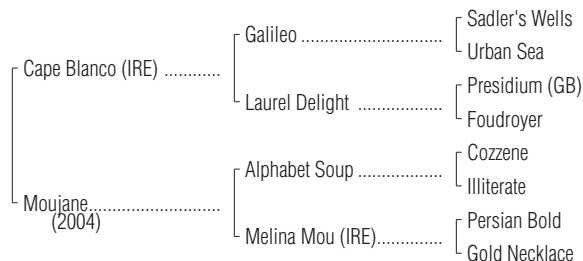 Sadler's Wells
Galileo ..............................
Urban Sea
Cape Blanco (IRE) ............
Presidium (GB)
Laurel Delight ..................
Foudroyer
Cozzene
Alphabet Soup ..................
Illiterate
Moujane............................
(2004)
Persian Bold
Melina Mou (IRE)..............
Gold Necklace